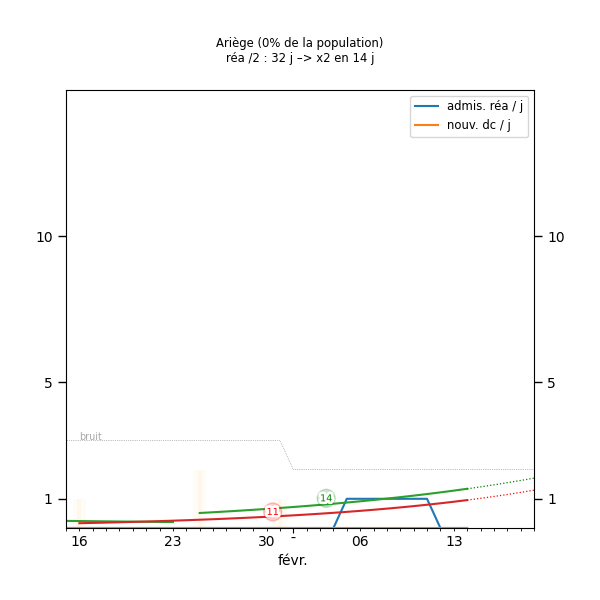 Ariège (0% de la population)
réa /2 : 32 j –> x2 en 14 j
admis. réa / j
nouv. dc / j
10
10
5
5
bruit
14
1
1
11
16
23
30
-
06
13
févr.